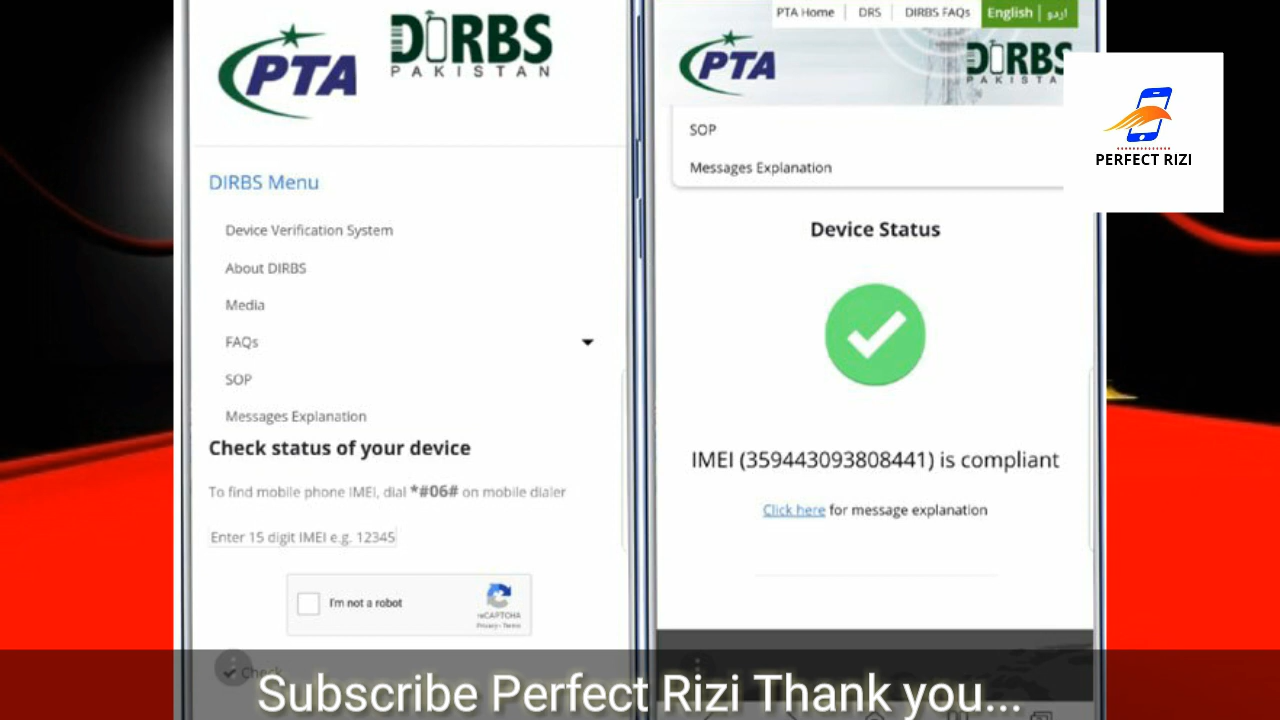 PTA
DIRBS
PAKISTAN
DIRBS Menu
Device Verification System
About DIRBS
Media
FAQs
SOP
Messages Explanation
Check status of your device
To find mobile phone IMEI, dial *#06# on mobile dialer
Enter 15 digit IMEI e.g. 12345
I'm not a robot
reCAPTCHA
Privacy - Terms
Check
PTA Home | DRS | DIRBS FAQs English | اردو
PTA
DIRBS
PAKISTA
SOP
Messages Explanation
Device Status
IMEI (359443093808441) is compliant
Click here for message explanation
PERFECT RIZI
Subscribe Perfect Rizi Thank you...